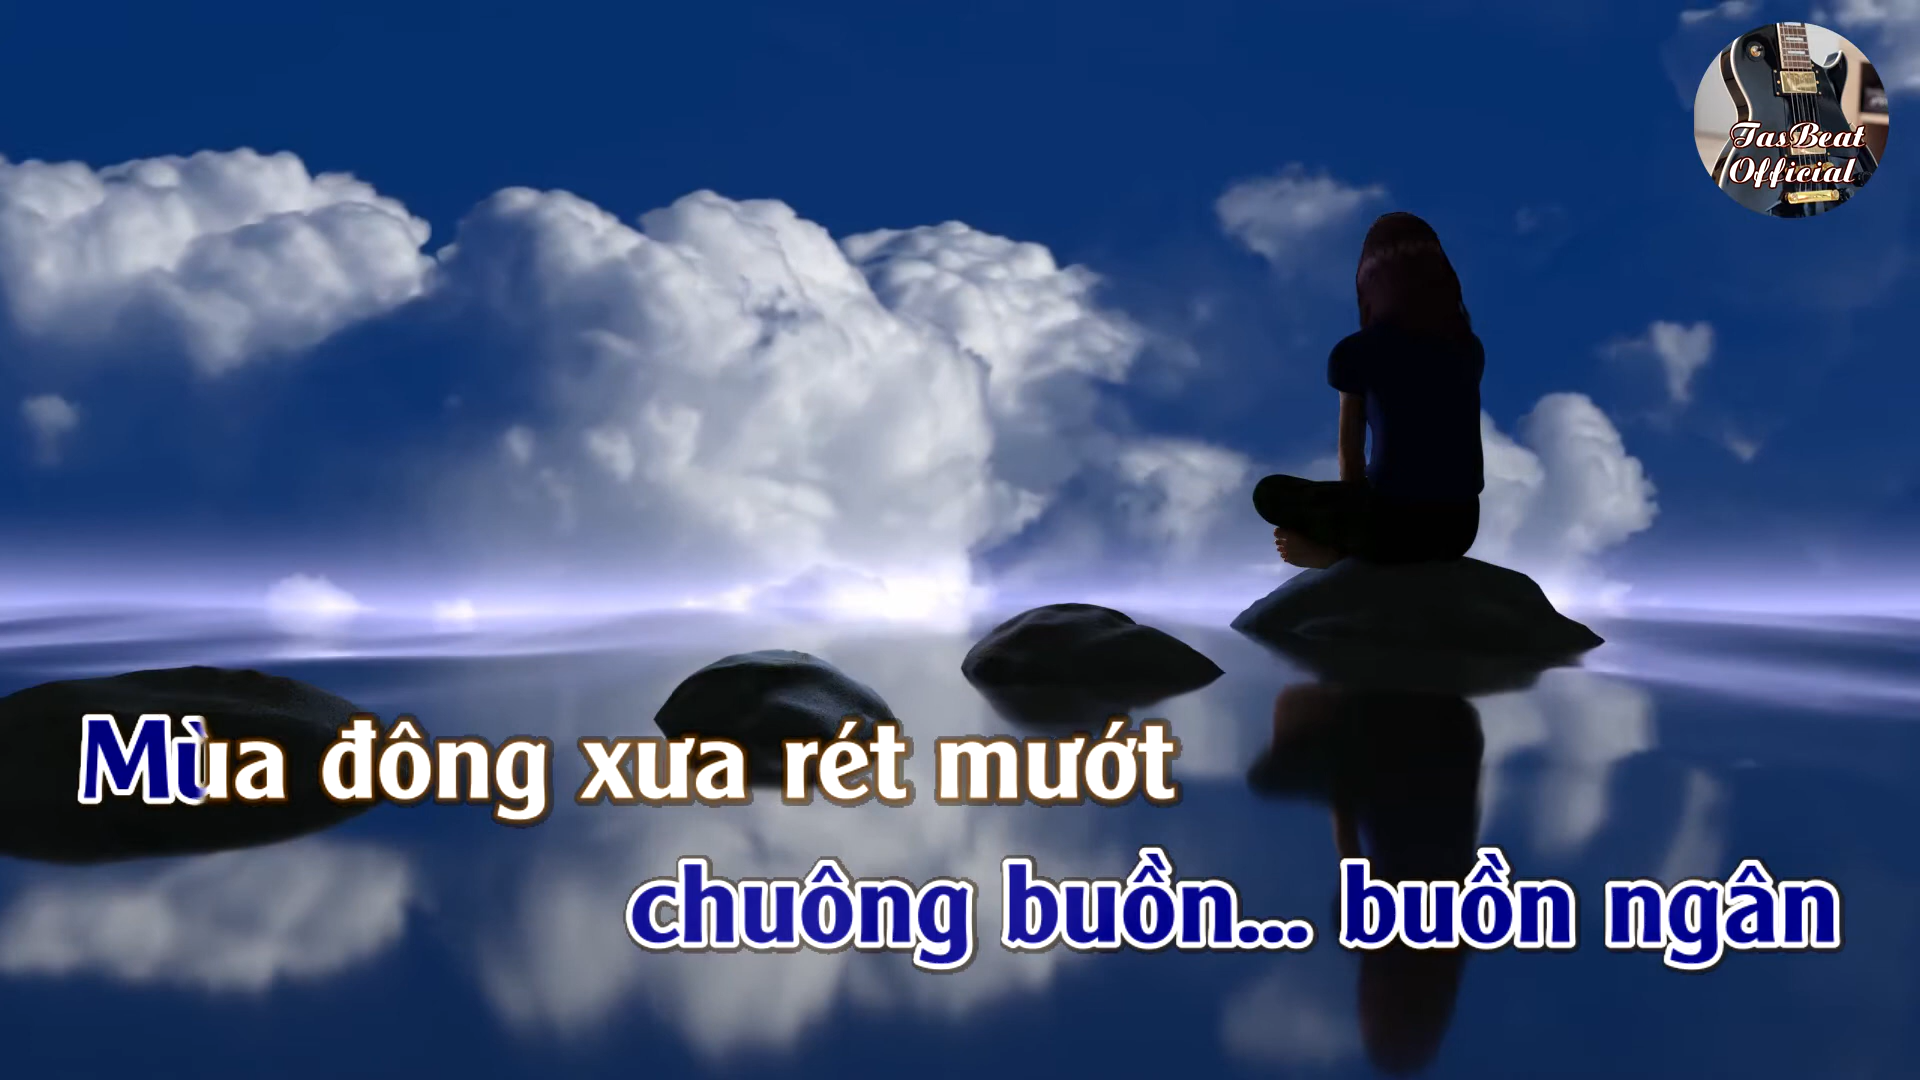 TasBeat
Official
Mùa đông xưa rét mướt
chuông buồn... buồn ngân